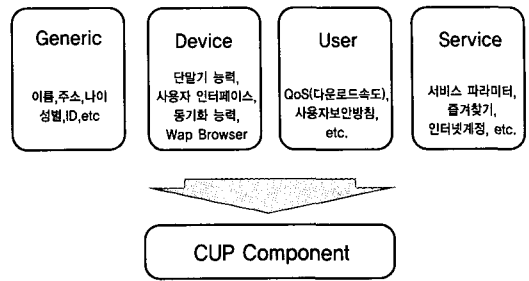 Generic
이름,주소,나이
성별,ID,etc
Device
단말기 능력,
사용자 인터페이스,
동기화 능력,
Wap Browser
User
QoS(다운로드속도),
사용자보안방침,
etc.
Service
서비스 파라미터,
즐겨찾기,
인터넷계정, etc.
CUP Component